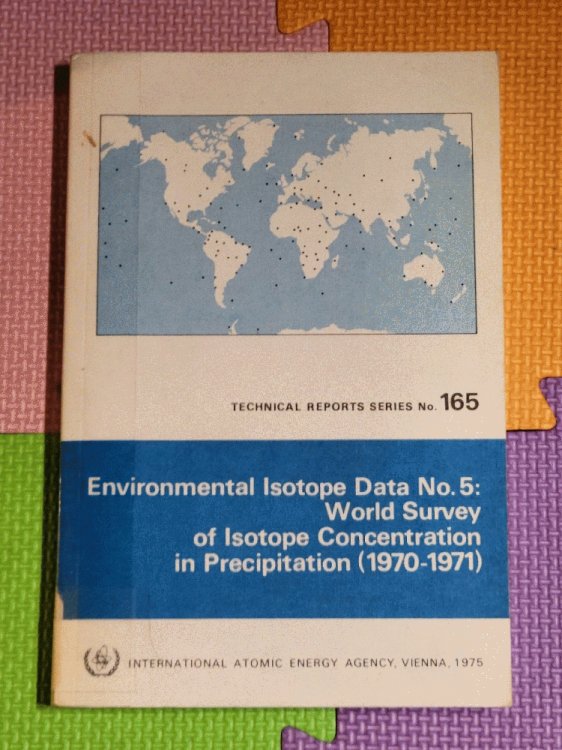 TECHNICAL REPORTS SERIES No. 165
Environmental Isotope Data No. 5:
World Survey
of Isotope Concentration
in Precipitation (1970-1971)
INTERNATIONAL ATOMIC ENERGY AGENCY, VIENNA, 1975